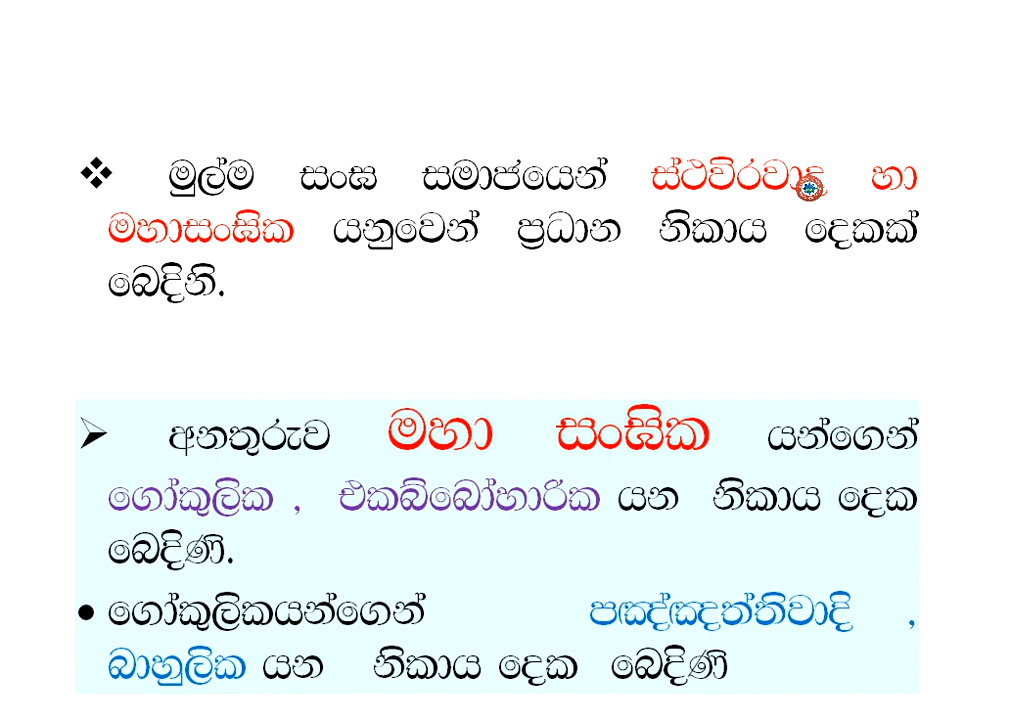 ❖ මුල්ම සංඝ සමාජයෙන් ස්ථවිරවාද හා
මහාසංඝික යනුවෙන් ප්‍රධාන නිකාය දෙකක්
බෙදිනි.
➢ අනතුරුව මහා සංඝික යන්ගෙන්
ගෝකුලික , එකබ්බෝහාරික යන නිකාය දෙක
බෙදිණි.
• ගෝකුලිකයන්ගෙන් පඤ්ඤත්තිවාදි ,
බාහුලික යන නිකාය දෙක බෙදිණි